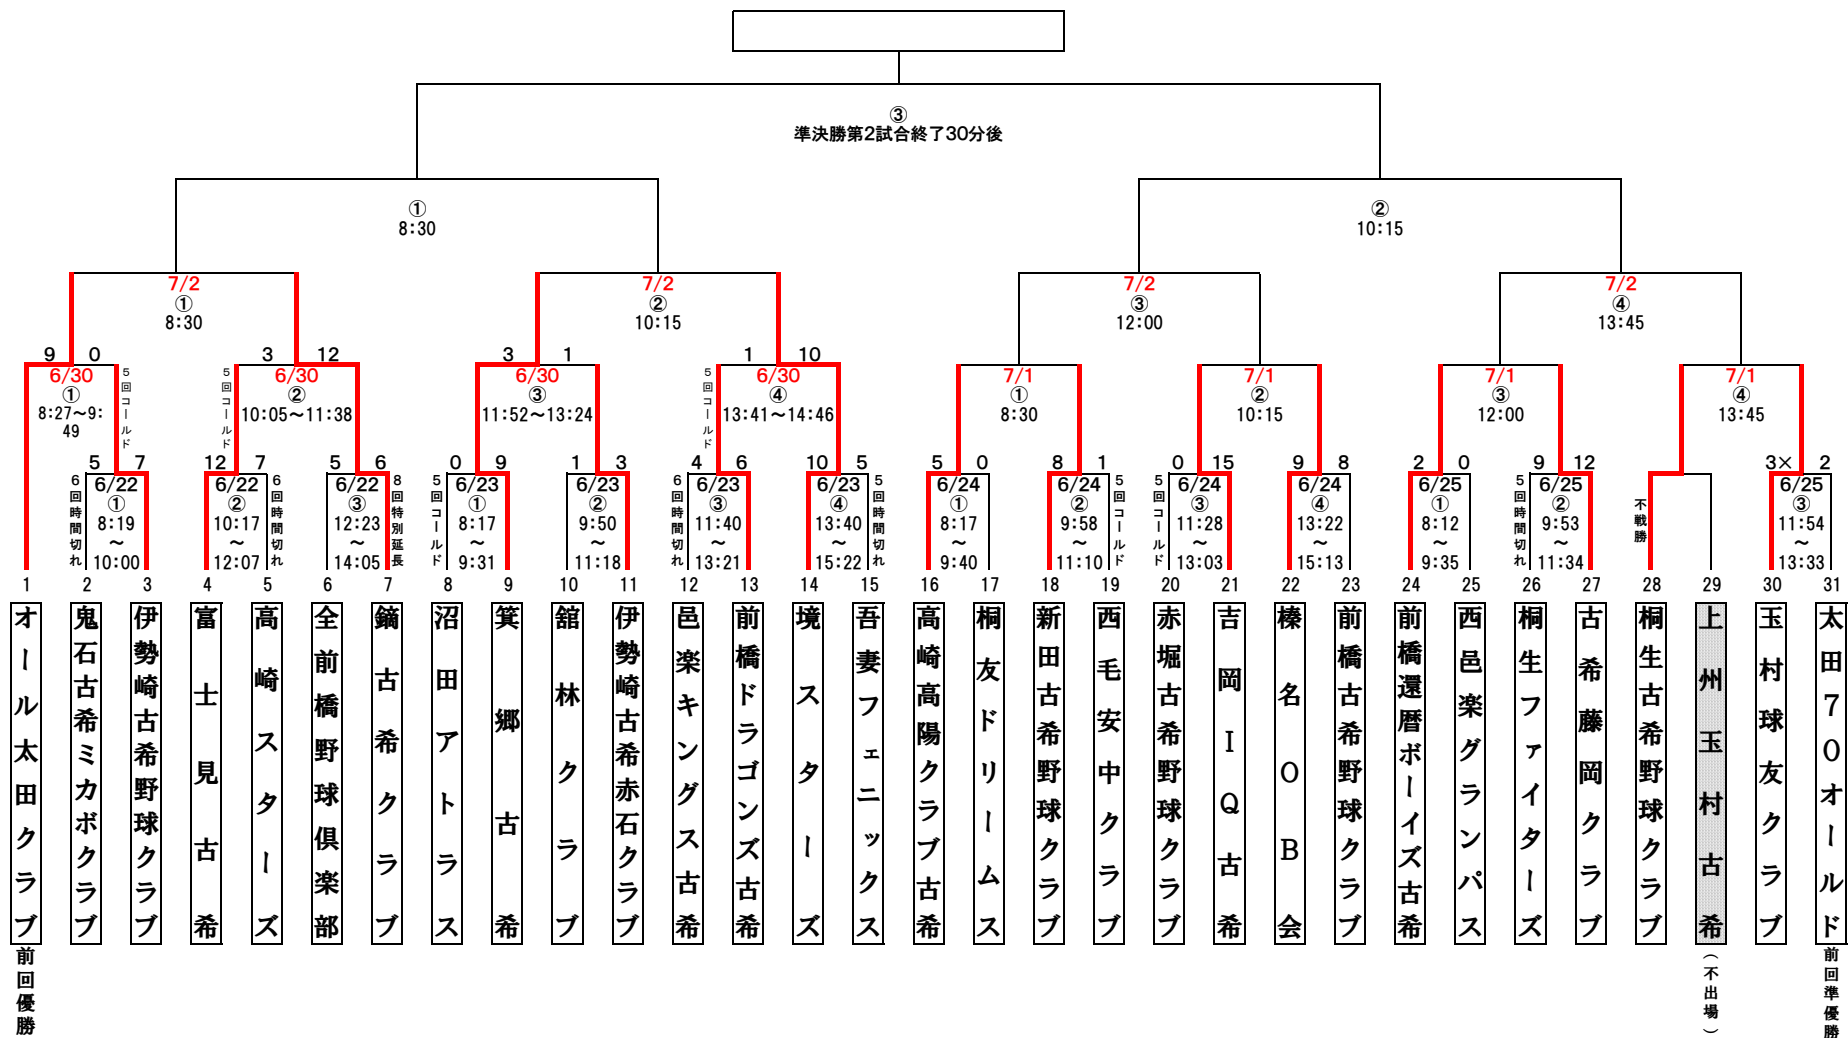 ③
準決勝第2試合終了30分後
①
8:30
②
10:15
7/2
①
8:30
7/2
②
10:15
7/2
③
12:00
7/2
④
13:45
9 0
6/30
①
8:27～9:
49
5回コールド
3 12
6/30
②
10:05～11:38
5回コールド
3 1
6/30
③
11:52～13:24
1 10
6/30
④
13:41～14:46
5回コールド
7/1
①
8:30
7/1
②
10:15
7/1
③
12:00
7/1
④
13:45
5 7
6/22
①
8:19
～
10:00
6回時間切れ
12 7
6/22
②
10:17
～
12:07
6回時間切れ
5 6
6/22
③
12:23
～
14:05
8回特別延長
0 9
6/23
①
8:17
～
9:31
5回コールド
1 3
6/23
②
9:50
～
11:18
4 6
6/23
③
11:40
～
13:21
6回時間切れ
10 5
6/23
④
13:40
～
15:22
5回時間切れ
5 0
6/24
①
8:17
～
9:40
8 1
6/24
②
9:58
～
11:10
5回コールド
0 15
6/24
③
11:28
～
13:03
5回コールド
9 8
6/24
④
13:22
～
15:13
2 0
6/25
①
8:12
～
9:35
9 12
6/25
②
9:53
～
11:34
5回時間切れ
不戦勝
3× 2
6/25
③
11:54
～
13:33
1 2 3 4 5 6 7 8 9 10 11 12 13 14 15 16 17 18 19 20 21 22 23 24 25 26 27 28 29 30 31
オール太田クラブ
前回優勝
鬼石古希ミカボクラブ
伊勢崎古希野球クラブ
富士見古希
高崎スターズ
全前橋野球倶楽部
鏑古希クラブ
沼田アトラス
箕郷古希
舘林クラブ
伊勢崎古希赤石クラブ
邑楽キングス古希
前橋ドラゴンズ古希
境スターズ
吾妻フェニックス
高崎高陽クラブ古希
桐友ドリームス
新田古希野球クラブ
西毛安中クラブ
赤堀古希野球クラブ
吉岡IQ古希
榛名OB会
前橋古希野球クラブ
前橋還暦ボーイズ古希
西邑楽グランパス
桐生ファイターズ
古希藤岡クラブ
桐生古希野球クラブ
上州玉村古希
（不出場）
玉村球友クラブ
太田70オールド
前回準優勝